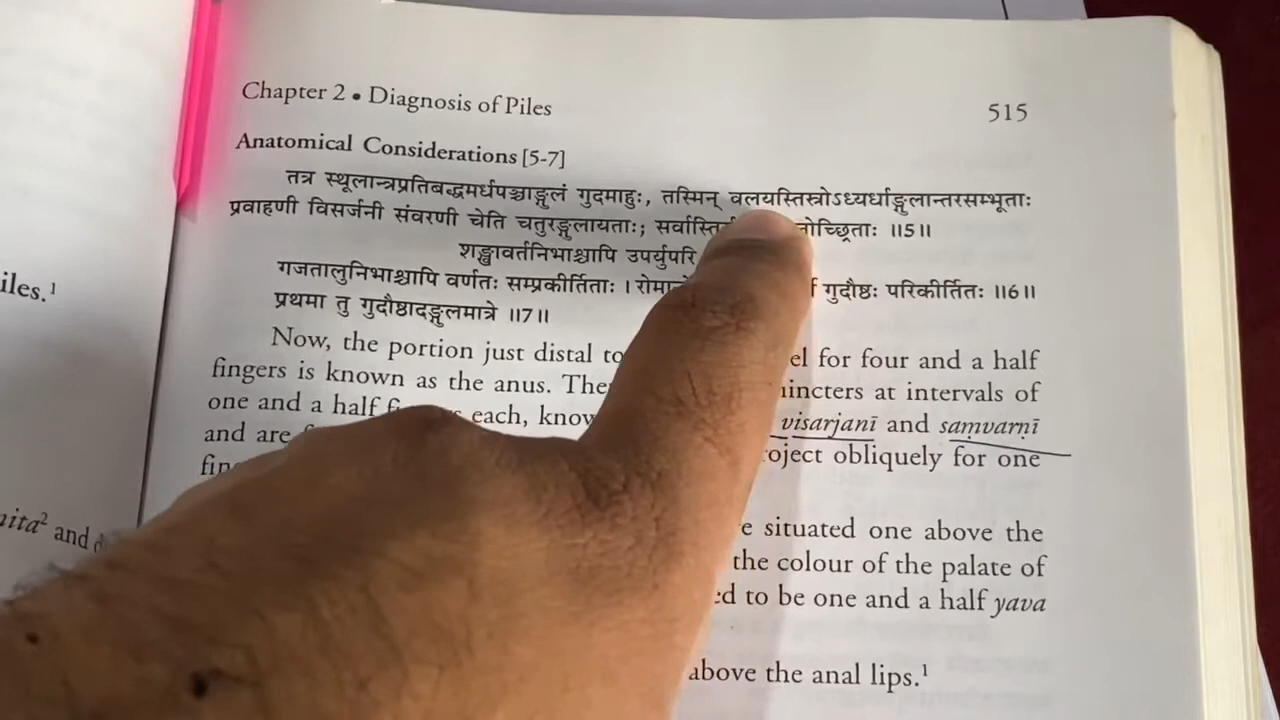 Chapter 2 • Diagnosis of Piles
515
Anatomical Considerations [5-7]
तत्र स्थूलान्त्रप्रतिबद्धमर्धपञ्चाङ्गुलं गुदमाहुः, तस्मिन् वलयस्तिस्रोऽध्यर्धाङ्गुलान्तरसम्भूताः
प्रवाहणी विसर्जनी संवरणी चेति चतुरङ्गुलायताः; च्छ्रिताः ॥5॥
शङ्खावर्तनिभाश्चापि उपर्युपरि
गजतालुनिभाश्चापि वर्णतः सम्प्रकीर्तिताः । गुदौष्ठः परिकीर्तितः ॥6॥
प्रथमा तु गुदौष्ठादङ्गुलमात्रे ॥7॥
Now, the portion just distal to el for four and a half
fingers is known as the anus. incters at intervals of
one and a half each, visarjanī and saṃvarṇī
and are oject obliquely for one
situated one above the
the colour of the palate of
to be one and a half yava
above the anal lips.¹
iles.¹
ita² and